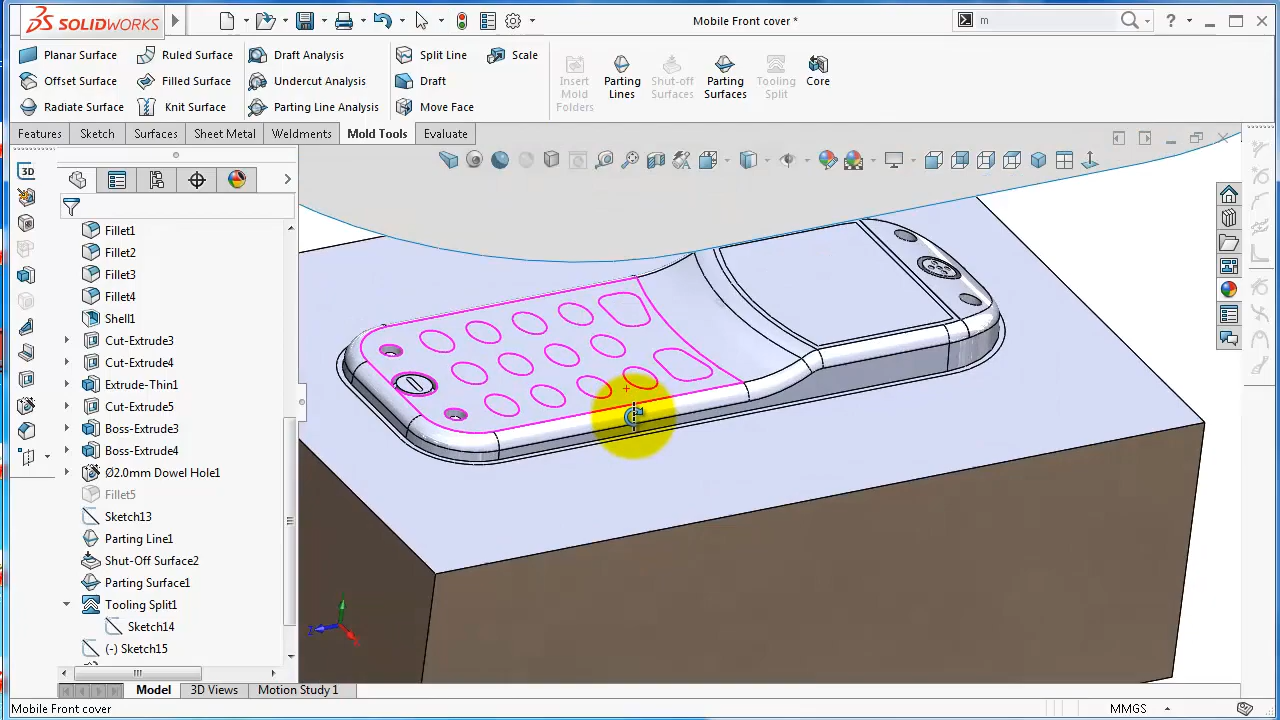 SOLIDWORKS
Mobile Front cover *
m
?
Planar Surface
Ruled Surface
Draft Analysis
Split Line
Scale
Offset Surface
Filled Surface
Undercut Analysis
Draft
Radiate Surface
Knit Surface
Parting Line Analysis
Move Face
Insert
Mold
Folders
Parting
Lines
Shut-off
Surfaces
Parting
Surfaces
Tooling
Split
Core
Features
Sketch
Surfaces
Sheet Metal
Weldments
Mold Tools
Evaluate
3D
Fillet1
Fillet2
Fillet3
Fillet4
Shell1
Cut-Extrude3
Cut-Extrude4
Extrude-Thin1
Cut-Extrude5
Boss-Extrude3
Boss-Extrude4
Ø2.0mm Dowel Hole1
Fillet5
Sketch13
Parting Line1
Shut-Off Surface2
Parting Surface1
Tooling Split1
Sketch14
(-) Sketch15
Model
3D Views
Motion Study 1
Mobile Front cover
MMGS